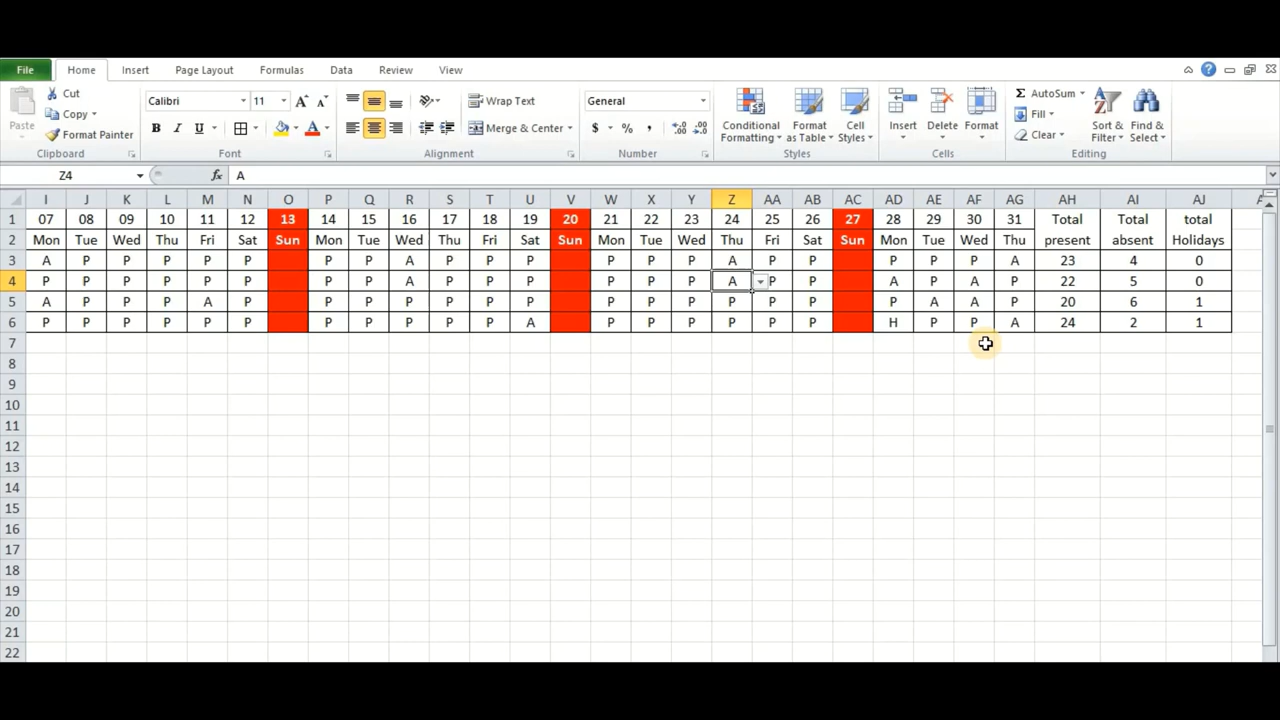 File Home Insert Page Layout Formulas Data Review View
Cut Calibri 11 Wrap Text General AutoSum
Copy Fill
Paste Format Painter B I U Merge & Center $ % , Conditional Formatting Format as Table Cell Styles Insert Delete Format Clear Sort & Filter Find & Select
Clipboard Font Alignment Number Styles Cells Editing
Z4 fx A
I J K L M N O P Q R S T U V W X Y Z AA AB AC AD AE AF AG AH AI AJ
1 07 08 09 10 11 12 13 14 15 16 17 18 19 20 21 22 23 24 25 26 27 28 29 30 31 Total Total total
2 Mon Tue Wed Thu Fri Sat Sun Mon Tue Wed Thu Fri Sat Sun Mon Tue Wed Thu Fri Sat Sun Mon Tue Wed Thu present absent Holidays
3 A P P P P P P P A P P P P P P A P P P P P A 23 4 0
4 P P P P P P P P A P P P P P P A P P A P A P 22 5 0
5 A P P P A P P P P P P P P P P P P P P A A P 20 6 1
6 P P P P P P P P P P P A P P P P P P H P P A 24 2 1
7
8
9
10
11
12
13
14
15
16
17
18
19
20
21
22